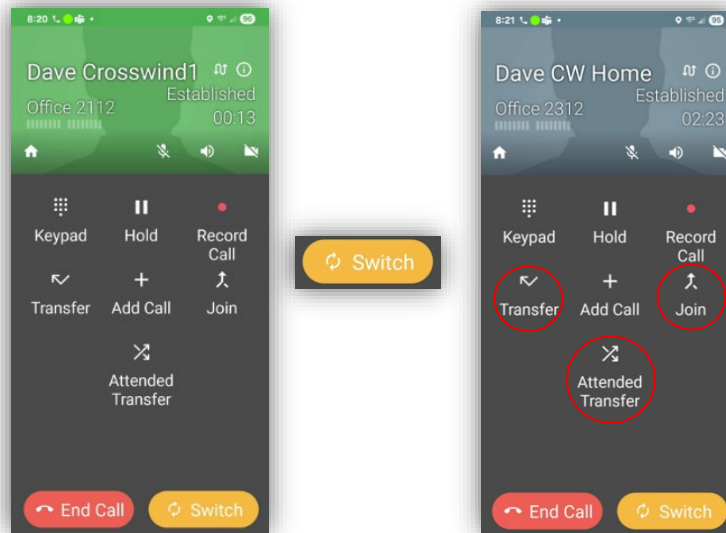 8:20
96
Dave Crosswind1
Office 2112
Established
00:13
Keypad
Hold
Record
Call
Transfer
Add Call
Join
Attended
Transfer
End Call
Switch
Switch
8:21
95
Dave CW Home
Office 2312
Established
02:23
Keypad
Hold
Record
Call
Transfer
Add Call
Join
Attended
Transfer
End Call
Switch